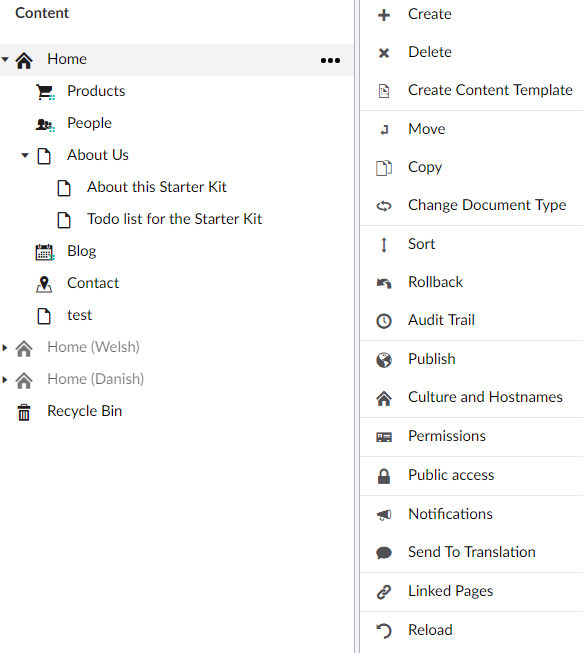 Content
Home
Products
People
About Us
About this Starter Kit
Todo list for the Starter Kit
Blog
Contact
test
Home (Welsh)
Home (Danish)
Recycle Bin
Create
Delete
Create Content Template
Move
Copy
Change Document Type
Sort
Rollback
Audit Trail
Publish
Culture and Hostnames
Permissions
Public access
Notifications
Send To Translation
Linked Pages
Reload